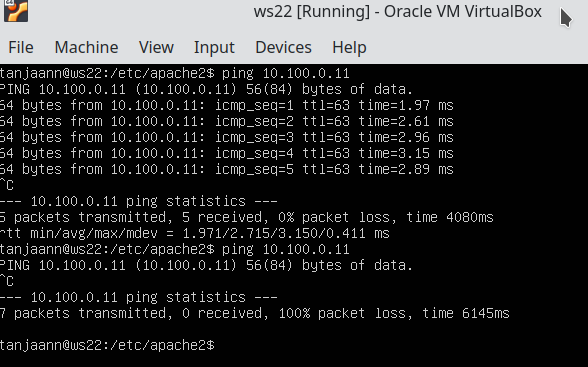 ws22 [Running] - Oracle VM VirtualBox
File Machine View Input Devices Help
tanjaann@ws22:/etc/apache2$ ping 10.100.0.11
PING 10.100.0.11 (10.100.0.11) 56(84) bytes of data.
64 bytes from 10.100.0.11: icmp_seq=1 ttl=63 time=1.97 ms
64 bytes from 10.100.0.11: icmp_seq=2 ttl=63 time=2.61 ms
64 bytes from 10.100.0.11: icmp_seq=3 ttl=63 time=2.96 ms
64 bytes from 10.100.0.11: icmp_seq=4 ttl=63 time=3.15 ms
64 bytes from 10.100.0.11: icmp_seq=5 ttl=63 time=2.89 ms
^C
--- 10.100.0.11 ping statistics ---
5 packets transmitted, 5 received, 0% packet loss, time 4080ms
rtt min/avg/max/mdev = 1.971/2.715/3.150/0.411 ms
tanjaann@ws22:/etc/apache2$ ping 10.100.0.11
PING 10.100.0.11 (10.100.0.11) 56(84) bytes of data.
^C
--- 10.100.0.11 ping statistics ---
7 packets transmitted, 0 received, 100% packet loss, time 6145ms
tanjaann@ws22:/etc/apache2$